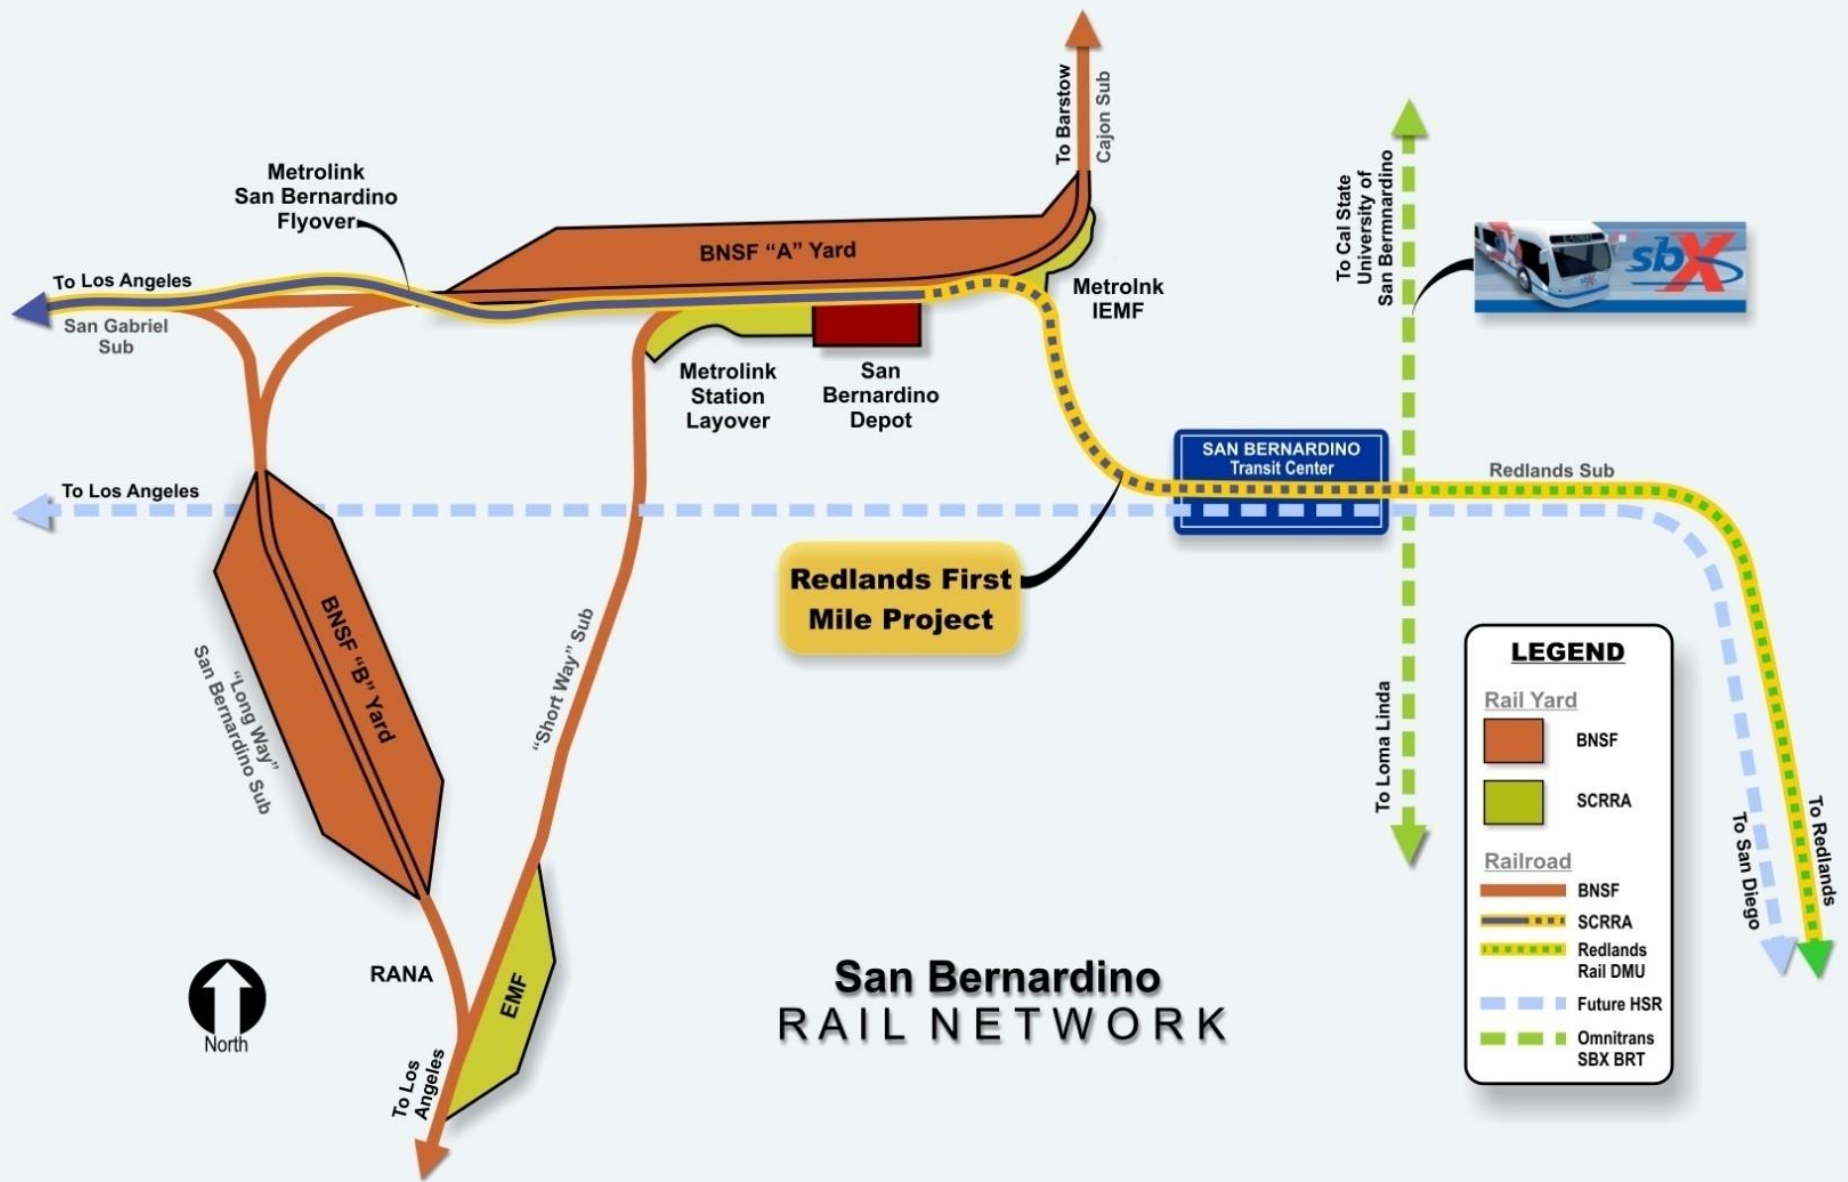 To Barstow
Cajon Sub
Metrolink
San Bernardino
Flyover
To Cal State
University of
San Bermnardino
BNSF “A” Yard
sbX
To Los Angeles
San Gabriel
Sub
Metrolnk
IEMF
Metrolink
Station
Layover
San
Bernardino
Depot
SAN BERNARDINO
Transit Center
Redlands Sub
To Los Angeles
Redlands First
Mile Project
BNSF “B” Yard
“Long Way”
San Bernardino Sub
“Short Way” Sub
To Loma Linda
LEGEND
Rail Yard
BNSF
SCRRA
Railroad
BNSF
SCRRA
Redlands
Rail DMU
Future HSR
Omnitrans
SBX BRT
To San Diego
To Redlands
RANA
EMF
North
To Los
Angeles
San Bernardino
RAIL NETWORK